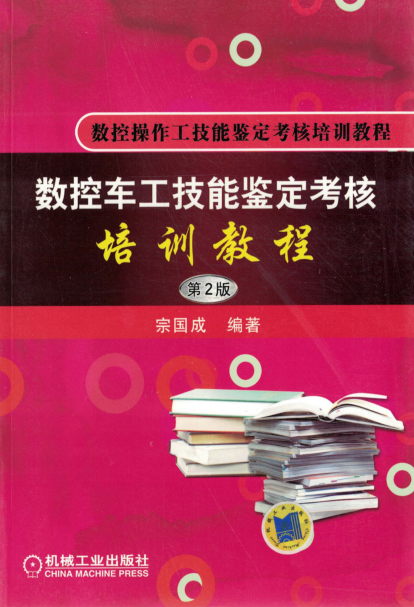 数控操作工技能鉴定考核培训教程
数控车工技能鉴定考核
培训教程
第2版
宗国成 编著
机械工业出版社
CHINA MACHINE PRESS